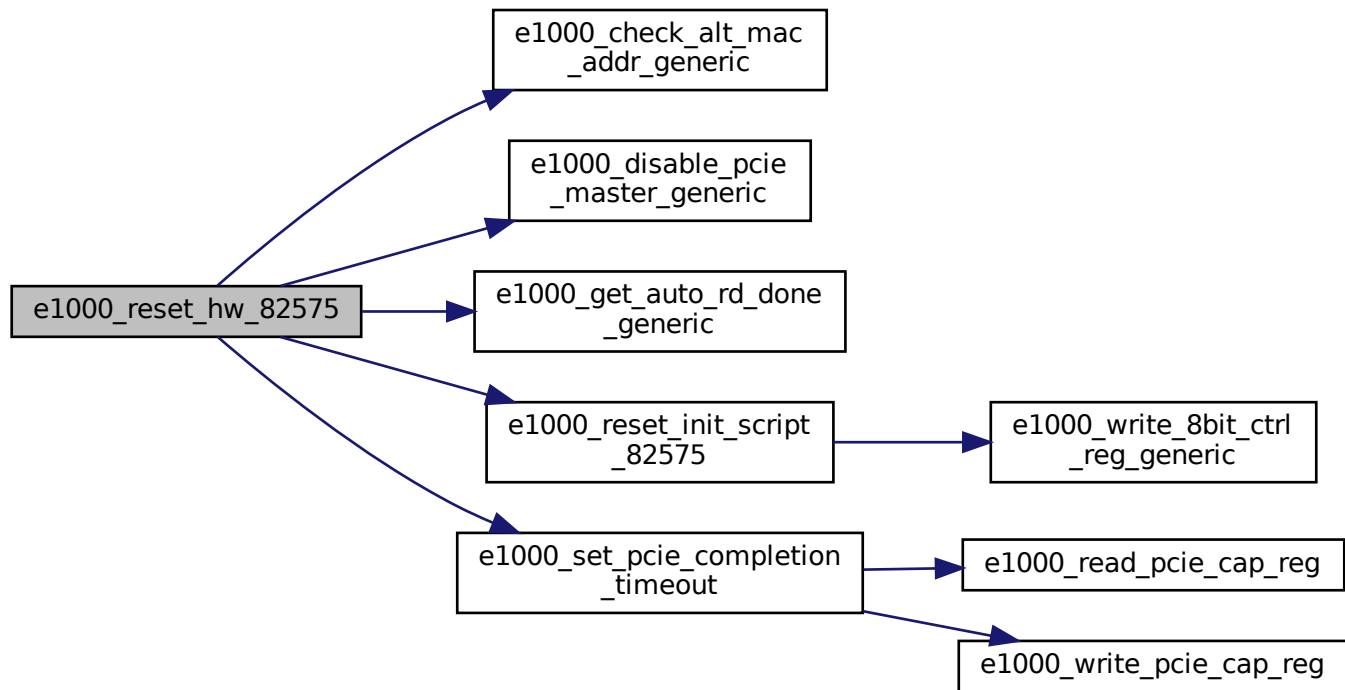 e1000_check_alt_mac
_addr_generic
e1000_disable_pcie
_master_generic
e1000_reset_hw_82575
e1000_get_auto_rd_done
_generic
e1000_reset_init_script
_82575
e1000_write_8bit_ctrl
_reg_generic
e1000_set_pcie_completion
_timeout
e1000_read_pcie_cap_reg
e1000_write_pcie_cap_reg